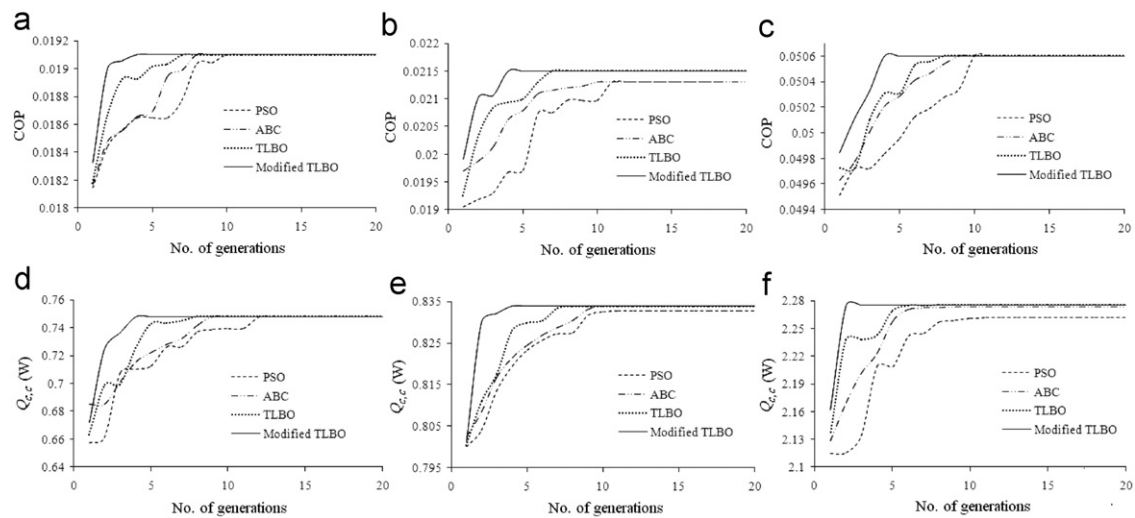 a
0.0192
0.019
0.0188
0.0186
0.0184
0.0182
0.018
COP
PSO
ABC
TLBO
Modified TLBO
0 5 10 15 20
No. of generations
b
0.022
0.0215
0.021
0.0205
0.02
0.0195
0.019
COP
PSO
ABC
TLBO
Modified TLBO
0 5 10 15 20
No. of generations
c
0.0506
0.0504
0.0502
0.05
0.0498
0.0496
0.0494
COP
PSO
ABC
TLBO
Modified TLBO
0 5 10 15 20
No. of generations
d
0.76
0.74
0.72
0.7
0.68
0.66
0.64
Qc,c (W)
PSO
ABC
TLBO
Modified TLBO
0 5 10 15 20
No. of generations
e
0.835
0.825
0.815
0.805
0.795
Qc,c (W)
PSO
ABC
TLBO
Modified TLBO
0 5 10 15 20
No. of generations
f
2.28
2.25
2.22
2.19
2.16
2.13
2.1
Qc,c (W)
PSO
ABC
TLBO
Modified TLBO
0 5 10 15 20
No. of generations